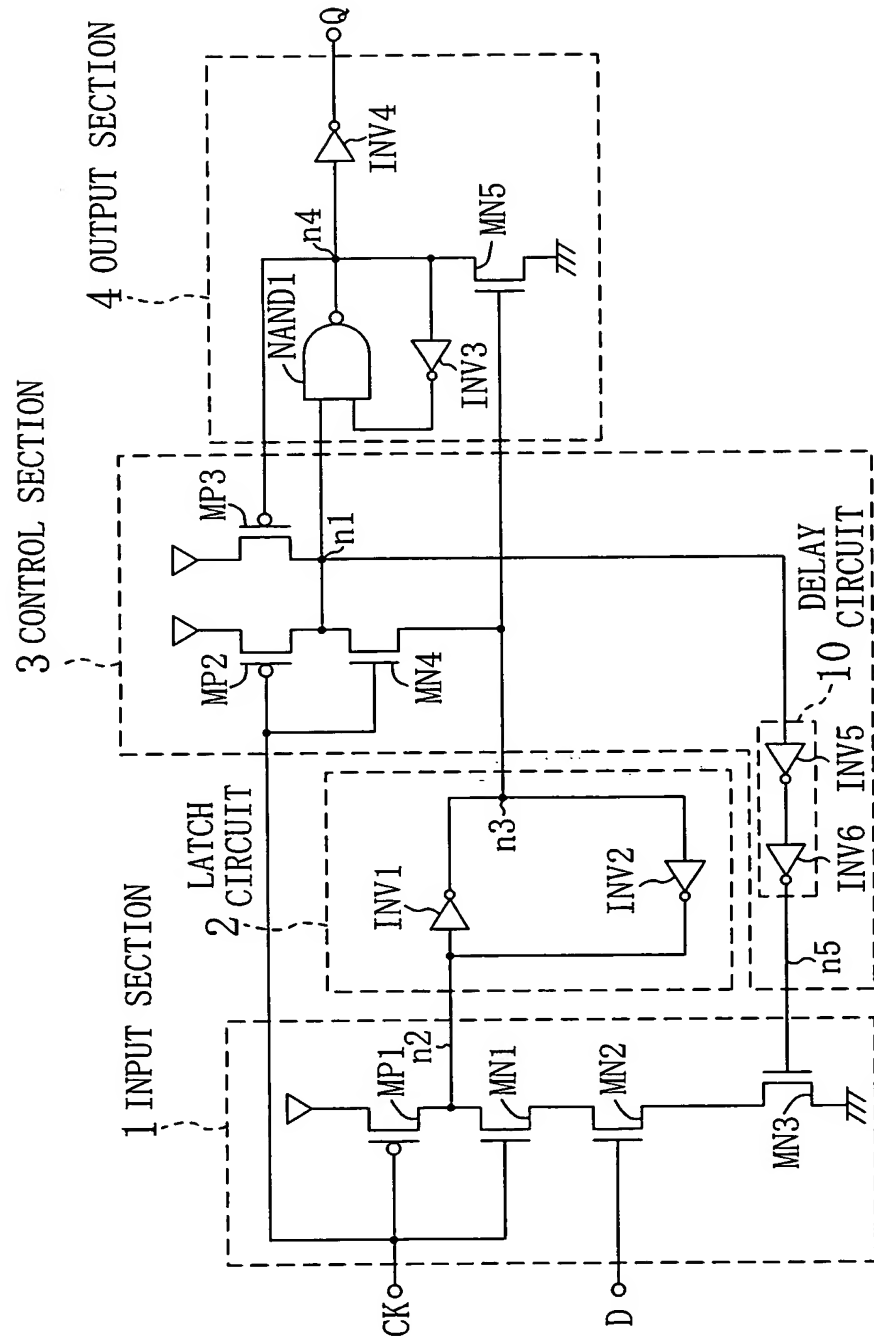 1 INPUT SECTION
2
LATCH
CIRCUIT
3 CONTROL SECTION
4 OUTPUT SECTION
CK
D
MP1
n2
MN1
MN2
MN3
INV1
n3
INV2
MP2
MN4
MP3
n1
DELAY
CIRCUIT
10
INV5
INV6
n5
NAND1
n4
INV3
INV4
MN5
Q